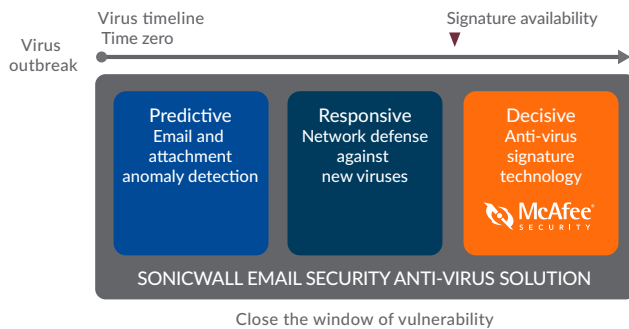 Virus timeline
Time zero
Signature availability
Virus
outbreak
Predictive
Email and
attachment
anomaly detection
Responsive
Network defense
against
new viruses
Decisive
Anti-virus
signature
technology
McAfee®
SECURITY
SONICWALL EMAIL SECURITY ANTI-VIRUS SOLUTION
Close the window of vulnerability